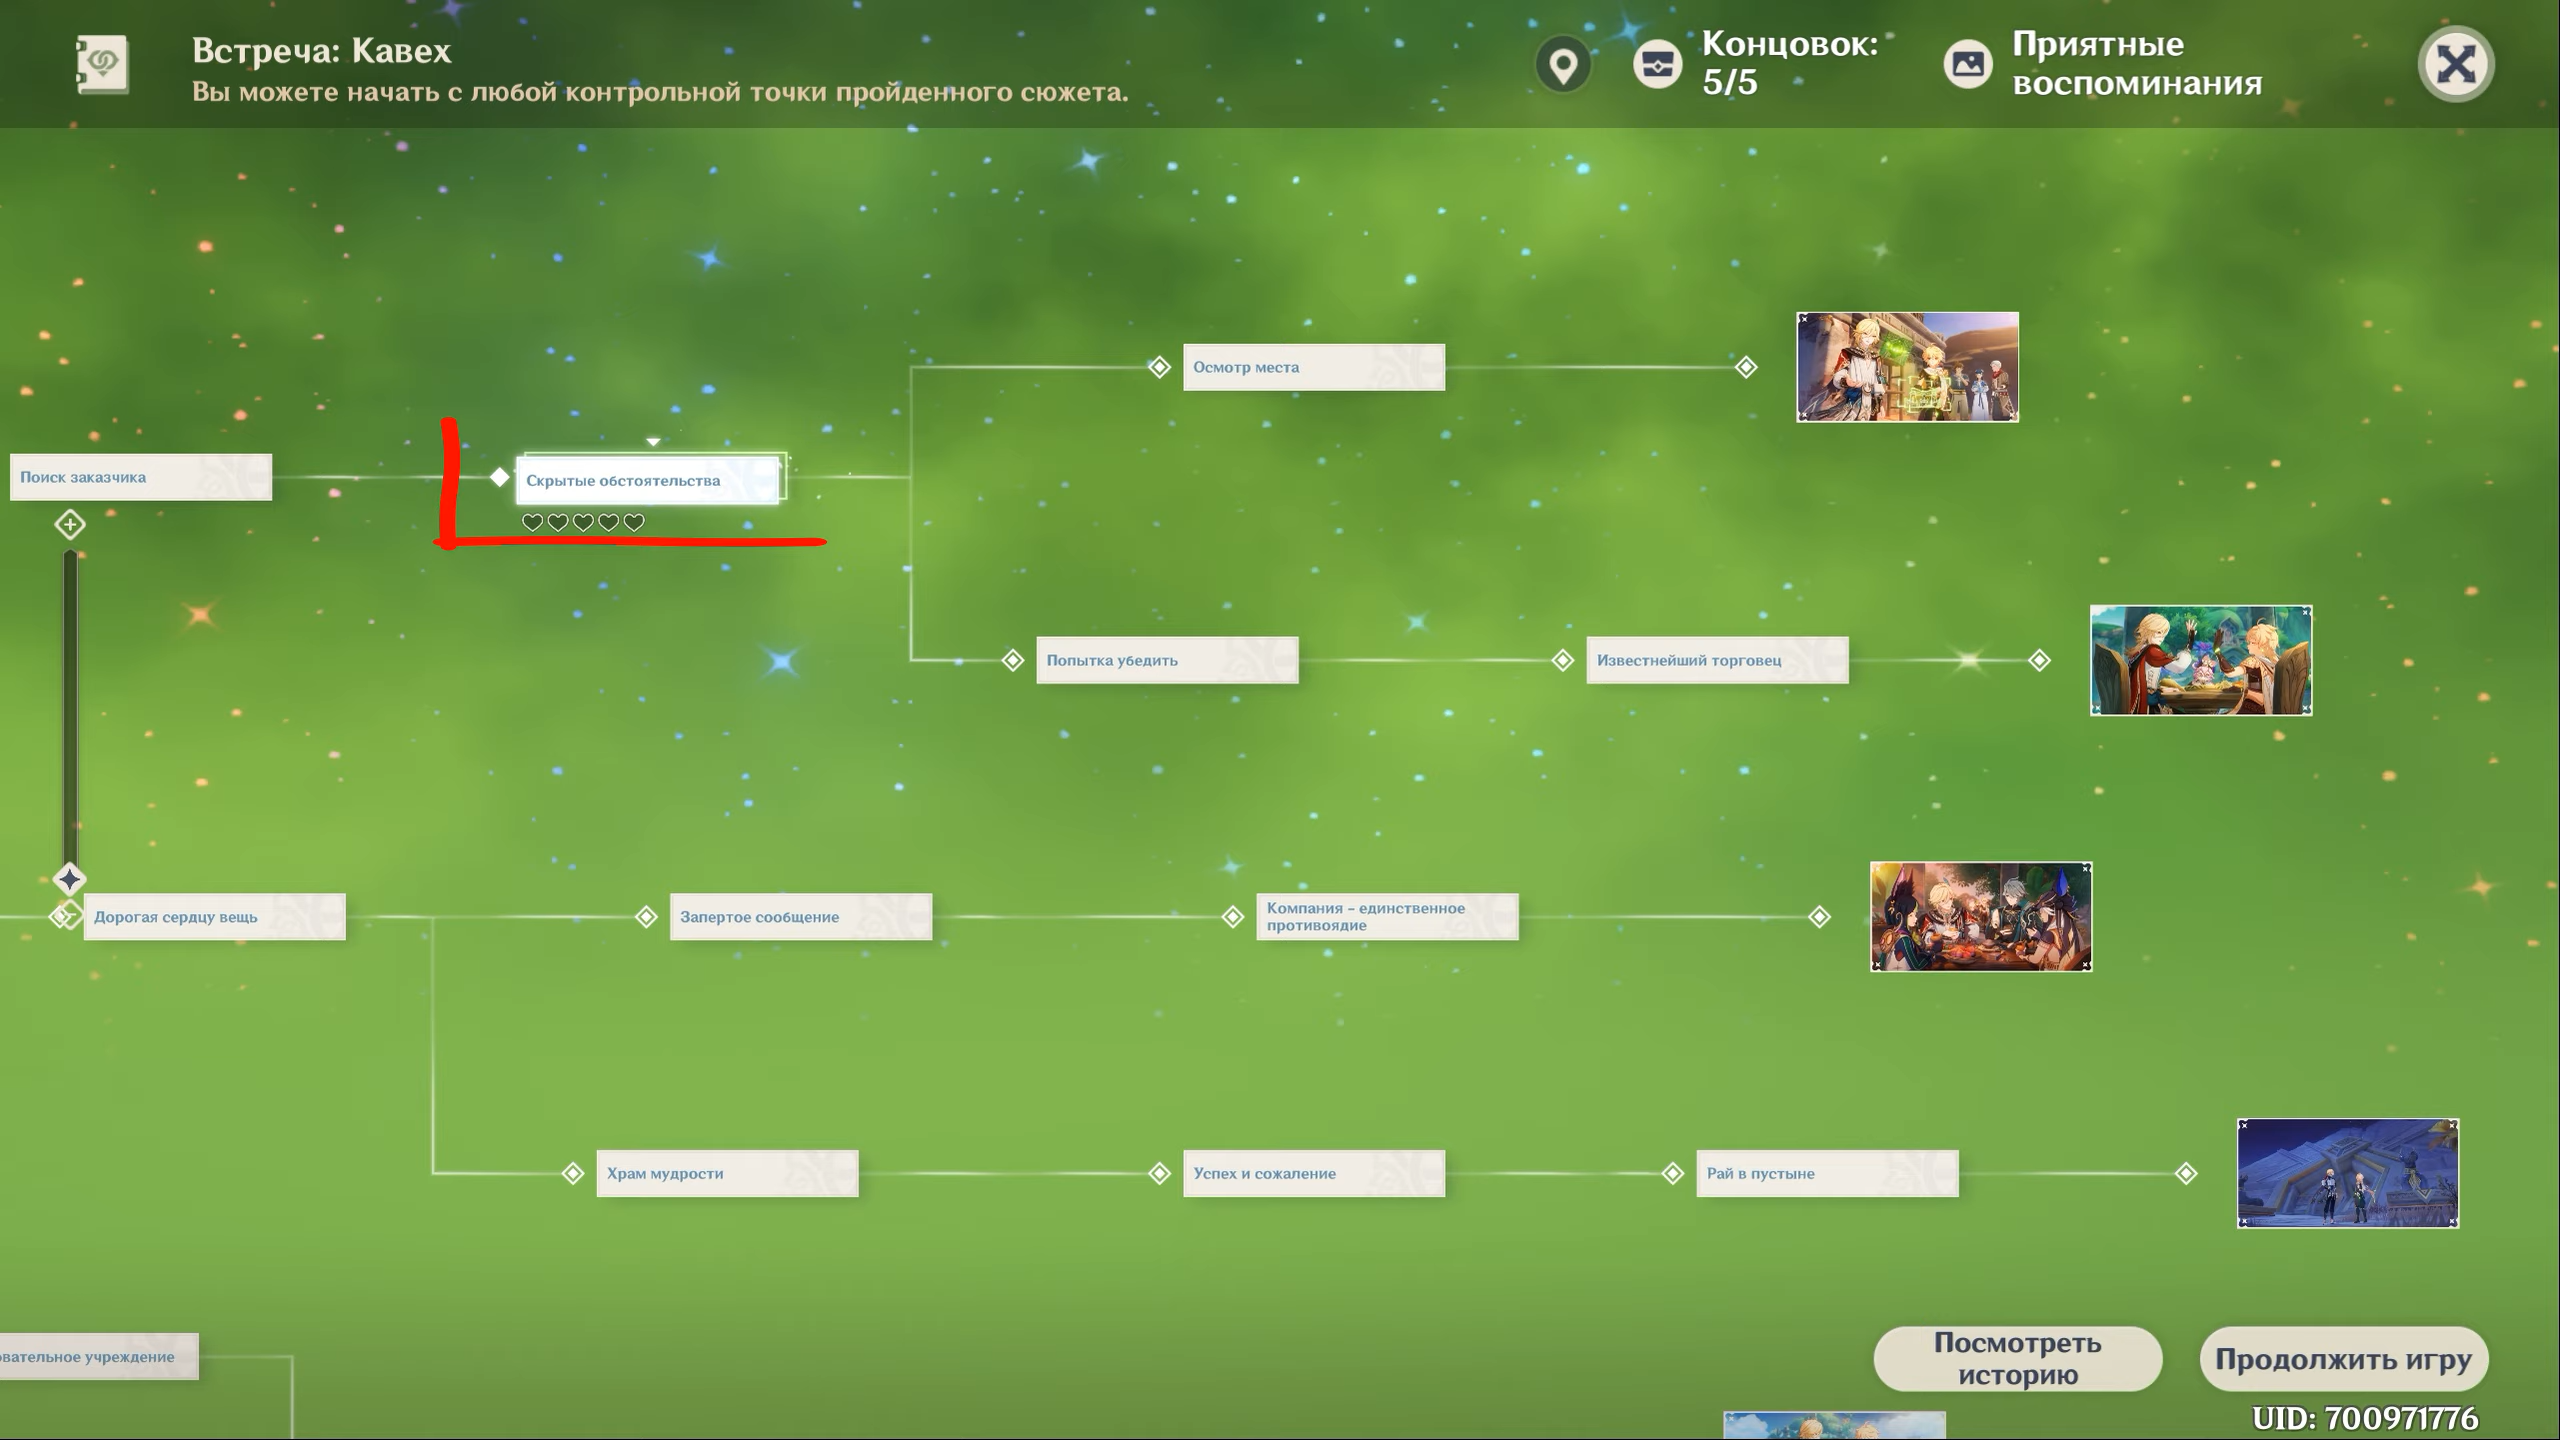 Встреча: Кавех
Вы можете начать с любой контрольной точки пройденного сюжета.
Концовок:
5/5
Приятные
воспоминания
Осмотр места
Поиск заказчика
Скрытые обстоятельства
Попытка убедить
Известнейший торговец
Дорогая сердцу вещь
Запертое сообщение
Компания – единственное
противоядие
Храм мудрости
Успех и сожаление
Рай в пустыне
овательное учреждение
Посмотреть
историю
Продолжить игру
UID: 700971776